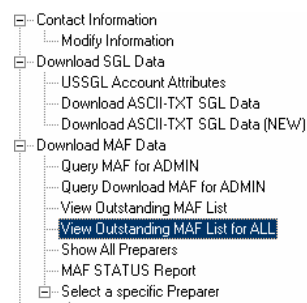 Contact Information
Modify Information
Download SGL Data
USSGL Account Attributes
Download ASCII-TXT SGL Data
Download ASCII-TXT SGL Data (NEW)
Download MAF Data
Query MAF for ADMIN
Query Download MAF for ADMIN
View Outstanding MAF List
View Outstanding MAF List for ALL
Show All Preparers
MAF STATUS Report
Select a specific Preparer